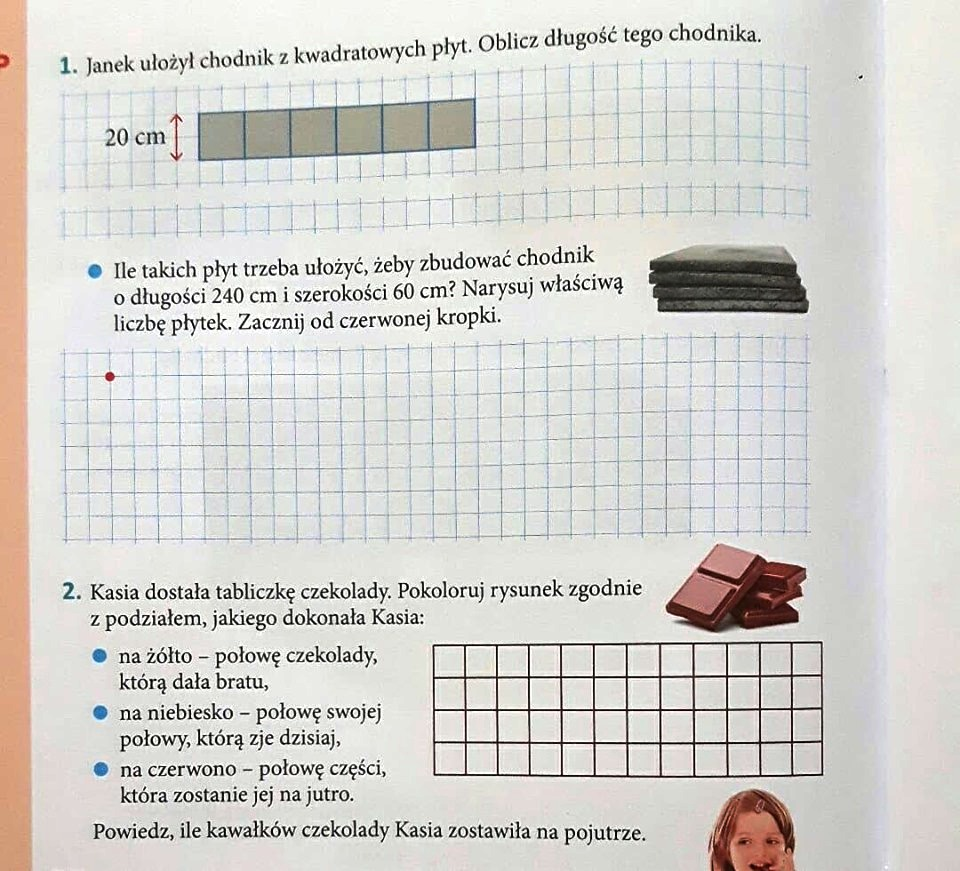 1. Janek ułożył chodnik z kwadratowych płyt. Oblicz długość tego chodnika.
20 cm
Ile takich płyt trzeba ułożyć, żeby zbudować chodnik
o długości 240 cm i szerokości 60 cm? Narysuj właściwą
liczbę płytek. Zacznij od czerwonej kropki.
2. Kasia dostała tabliczkę czekolady. Pokoloruj rysunek zgodnie
z podziałem, jakiego dokonała Kasia:
na żółto – połowę czekolady,
którą dała bratu,
na niebiesko – połowę swojej
połowy, którą zje dzisiaj,
na czerwono – połowę części,
która zostanie jej na jutro.
Powiedz, ile kawałków czekolady Kasia zostawiła na pojutrze.